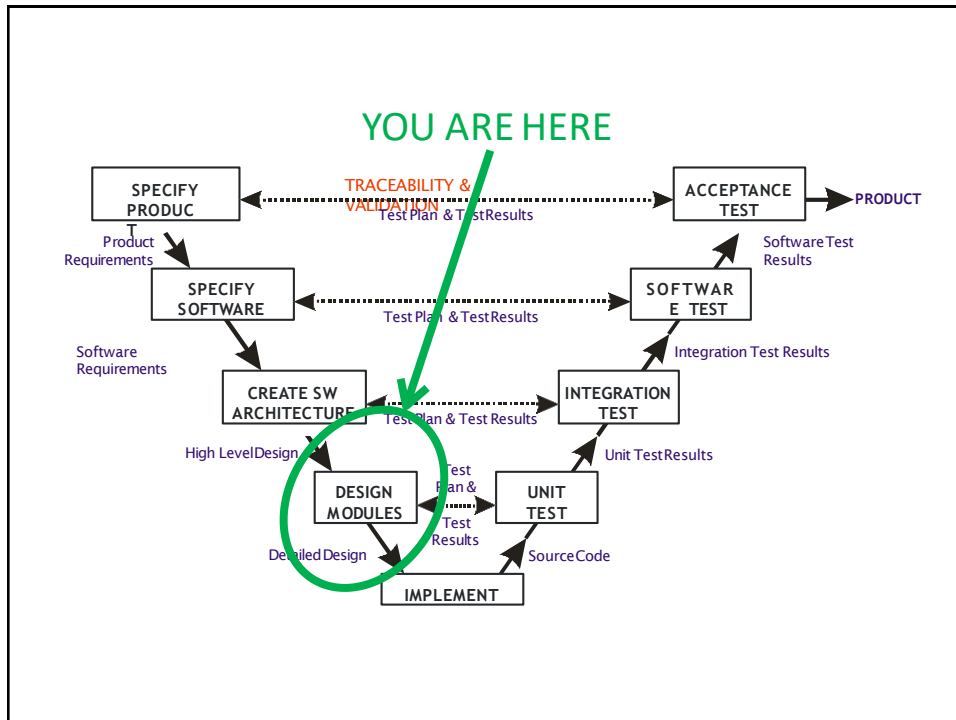 YOU ARE HERE
SPECIFY
PRODUC
T
TRACEABILITY &
VALIDATION
Test Plan & Test Results
ACCEPTANCE
TEST
PRODUCT
Product
Requirements
Software Test
Results
SPECIFY
SOFTWARE
Test Plan & Test Results
SOFTWAR
E TEST
Software
Requirements
Integration Test Results
CREATE SW
ARCHITECTURE
Test Plan & Test Results
INTEGRATION
TEST
High Level Design
Unit Test Results
DESIGN
MODULES
Test
Plan &
Test
Results
UNIT
TEST
Detailed Design
Source Code
IMPLEMENT